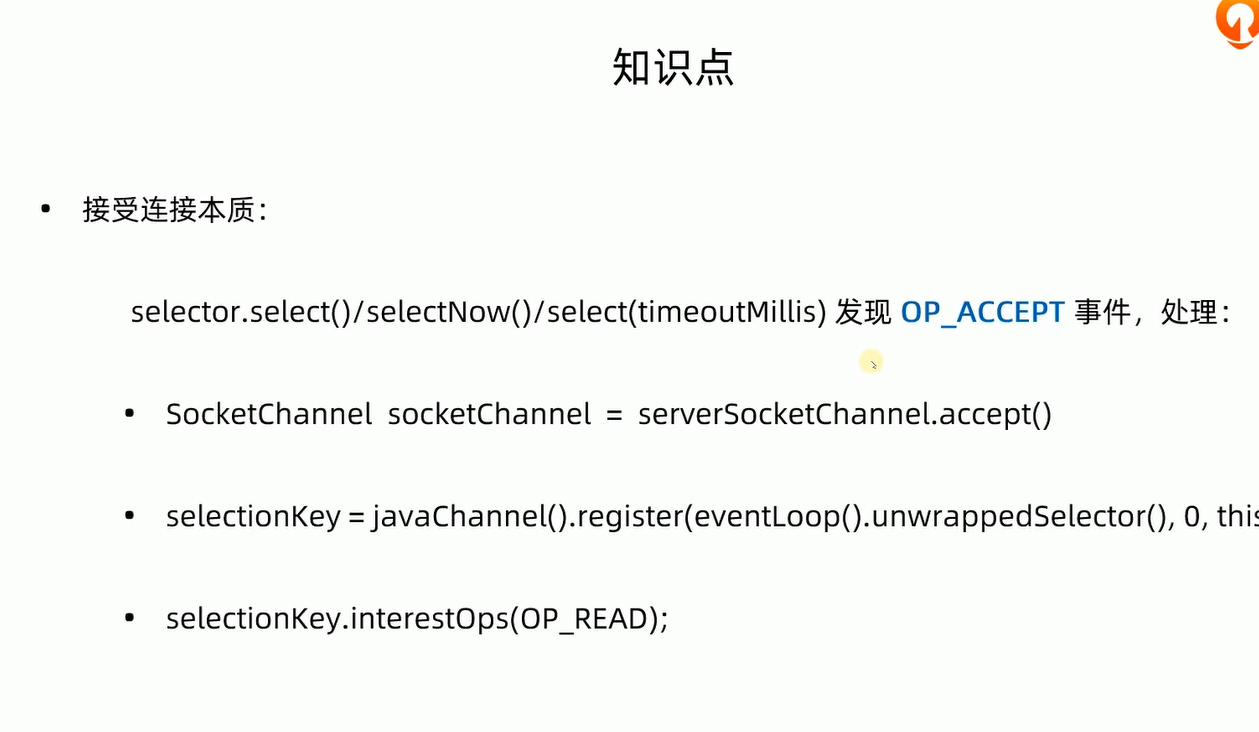 知识点
• 接受连接本质：
selector.select()/selectNow()/select(timeoutMillis) 发现 OP_ACCEPT 事件，处理：
• SocketChannel socketChannel = serverSocketChannel.accept()
• selectionKey = javaChannel().register(eventLoop().unwrappedSelector(), 0, this
• selectionKey.interestOps(OP_READ);